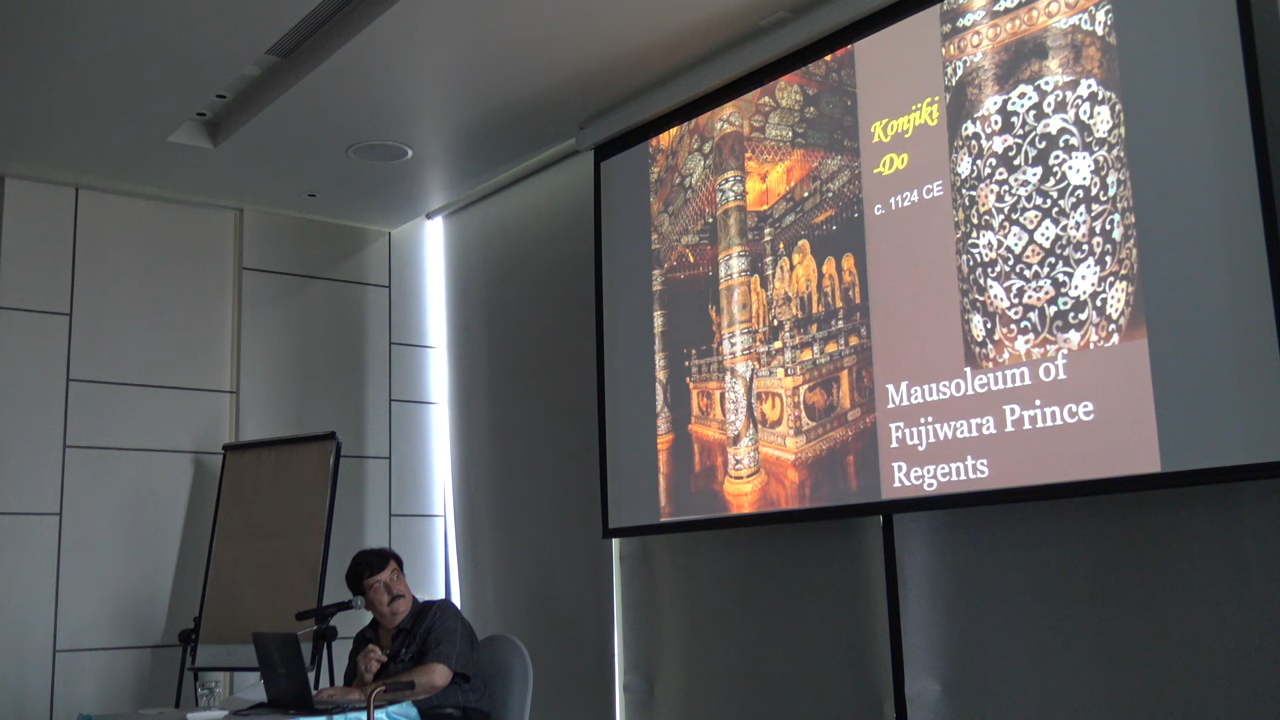 Konjiki
-Do
c. 1124 CE
Mausoleum of
Fujiwara Prince
Regents